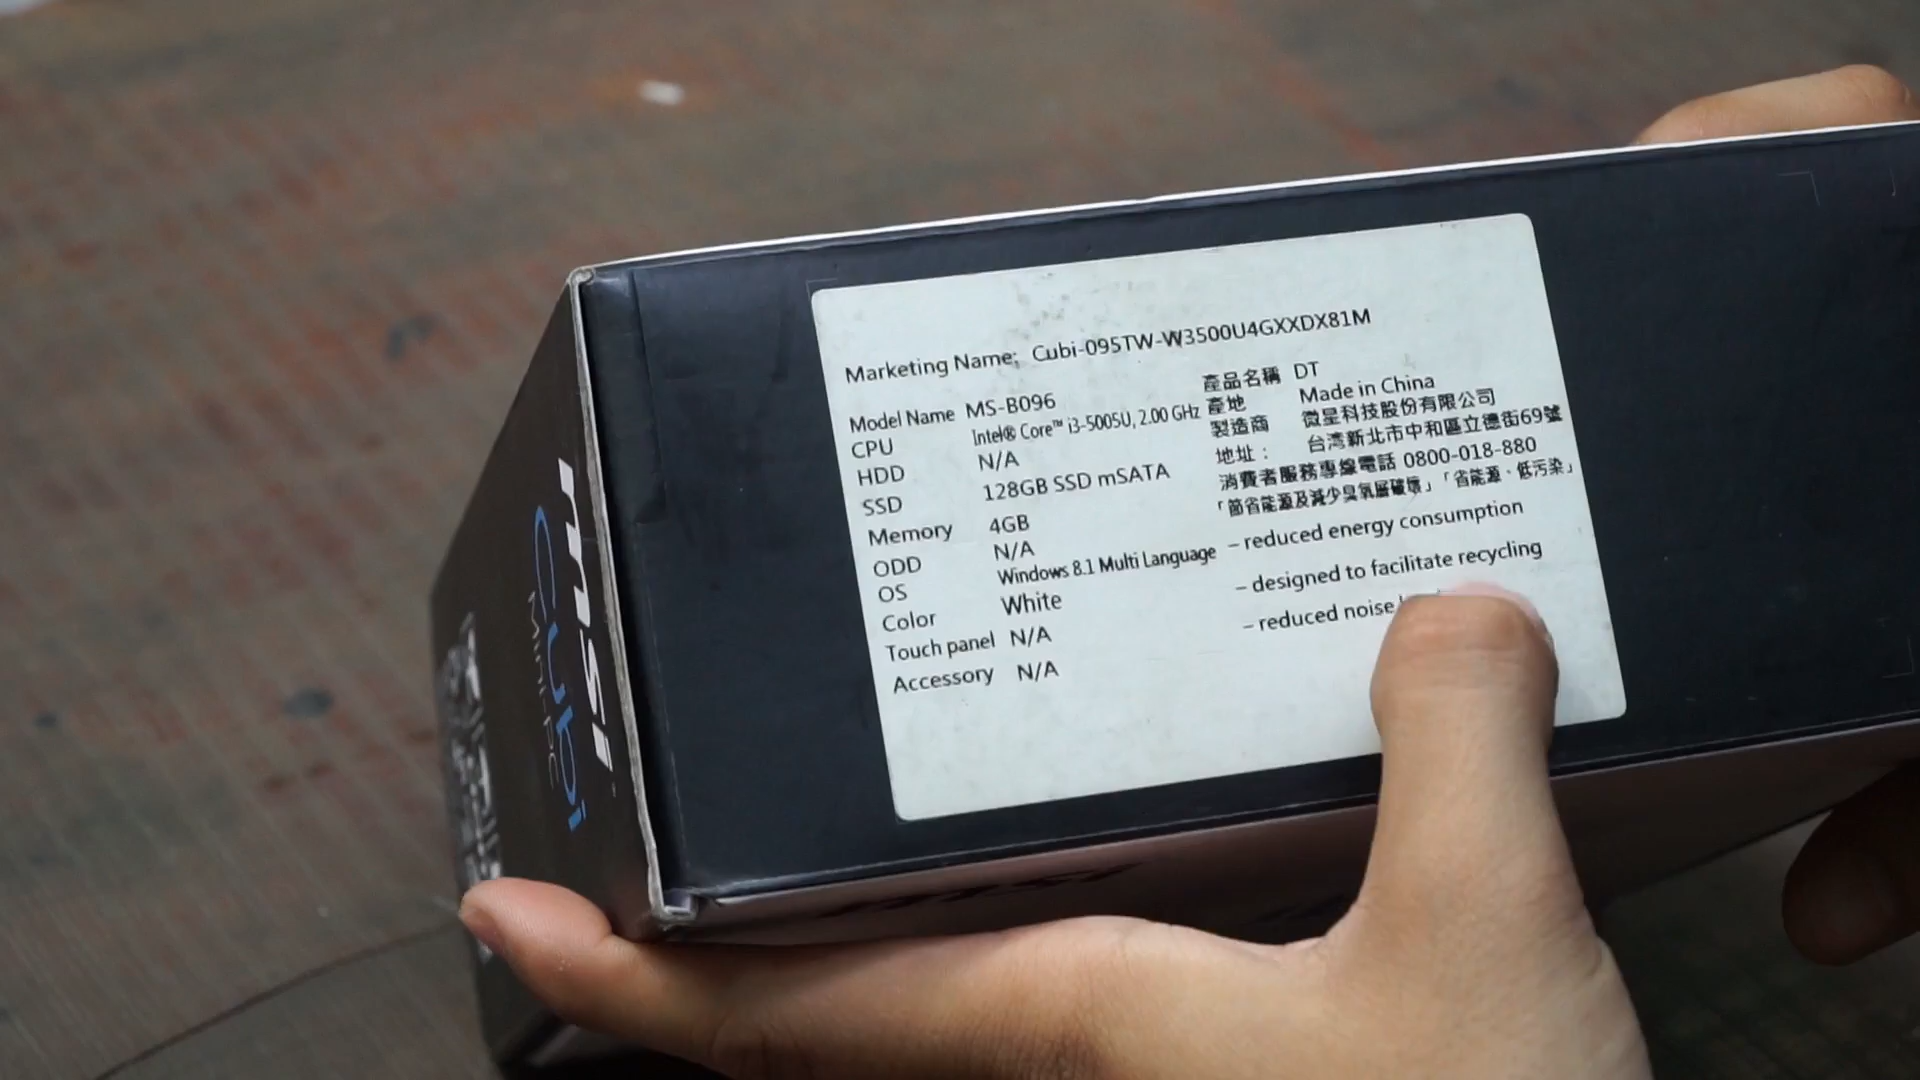 Marketing Name: Cubi-095TW-W3500U4GXXDX81M
Model Name MS-B096
CPU Intel® Core™ i3-5005U, 2.00 GHz
HDD N/A
SSD 128GB SSD mSATA
Memory 4GB
ODD N/A
OS Windows 8.1 Multi Language
Color White
Touch panel N/A
Accessory N/A
產品名稱 DT
產地 Made in China
製造商 微星科技股份有限公司
地址： 台湾新北市中和區立德街69號
消費者服務專線電話 0800-018-880
「節省能源及減少臭氧層破壞」「省能源、低污染」
– reduced energy consumption
– designed to facilitate recycling
– reduced noise
msi
Cubi
MINI-PC